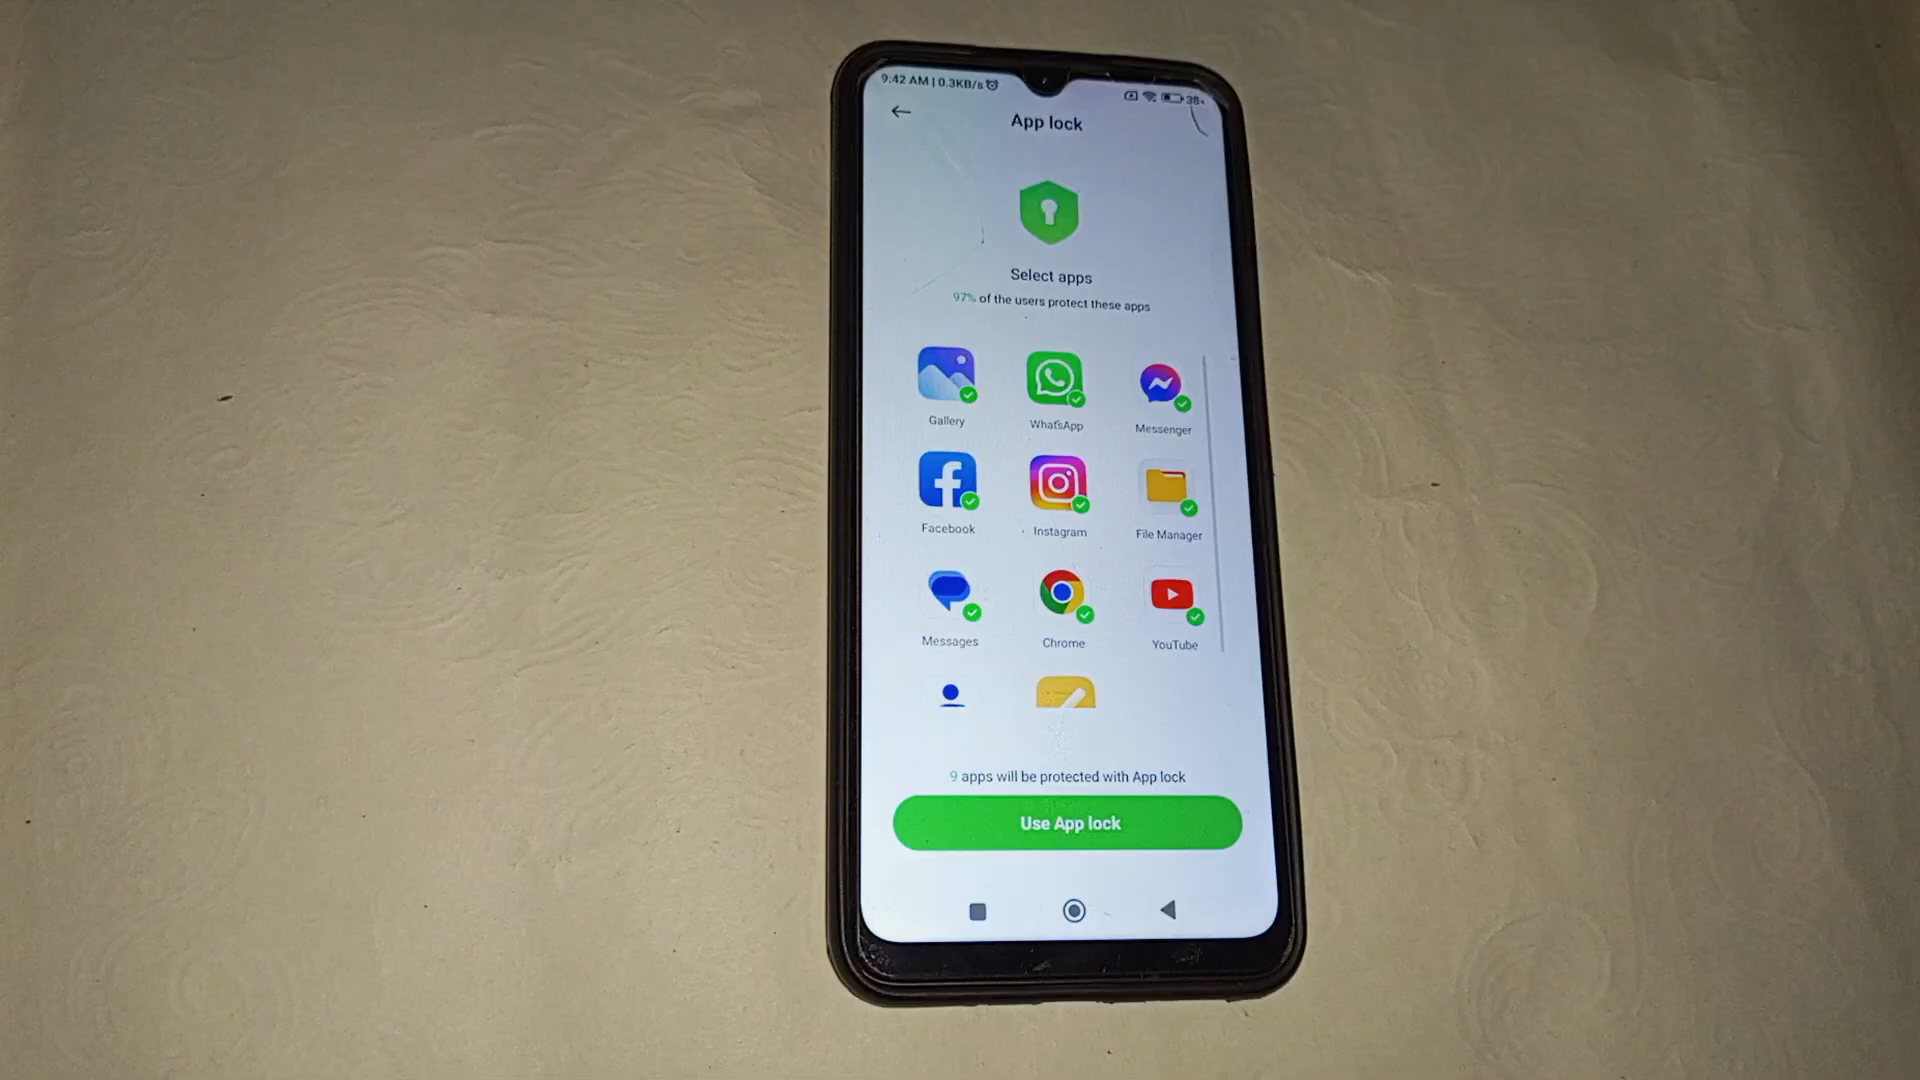 9:42 AM | 0.3KB/s
38%
App lock
Select apps
97% of the users protect these apps
Gallery
WhatsApp
Messenger
Facebook
Instagram
File Manager
Messages
Chrome
YouTube
9 apps will be protected with App lock
Use App lock